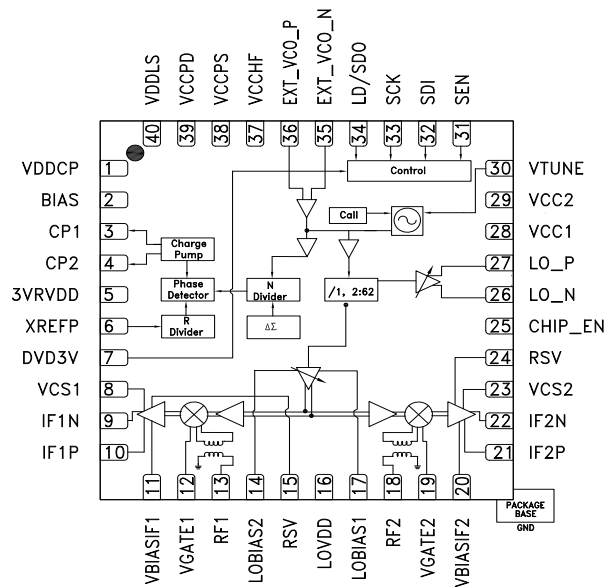 VDDLS
VCCPD
VCCPS
VCCHF
EXT_VCO_P
EXT_VCO_N
LD/SDO
SCK
SDI
SEN
40
39
38
37
36
35
34
33
32
31
VDDCP 1
BIAS 2
CP1 3
CP2 4
3VRVDD 5
XREFP 6
DVD3V 7
VCS1 8
IF1N 9
IF1P 10
Control
Call
Charge
Pump
Phase
Detector
R
Divider
N
Divider
ΔΣ
/1, 2:62
30 VTUNE
29 VCC2
28 VCC1
27 LO_P
26 LO_N
25 CHIP_EN
24 RSV
23 VCS2
22 IF2N
21 IF2P
11
12
13
14
15
16
17
18
19
20
VBIASIF1
VGATE1
RF1
LOBIAS2
RSV
LOVDD
LOBIAS1
RF2
VGATE2
VBIASIF2
PACKAGE
BASE
GND